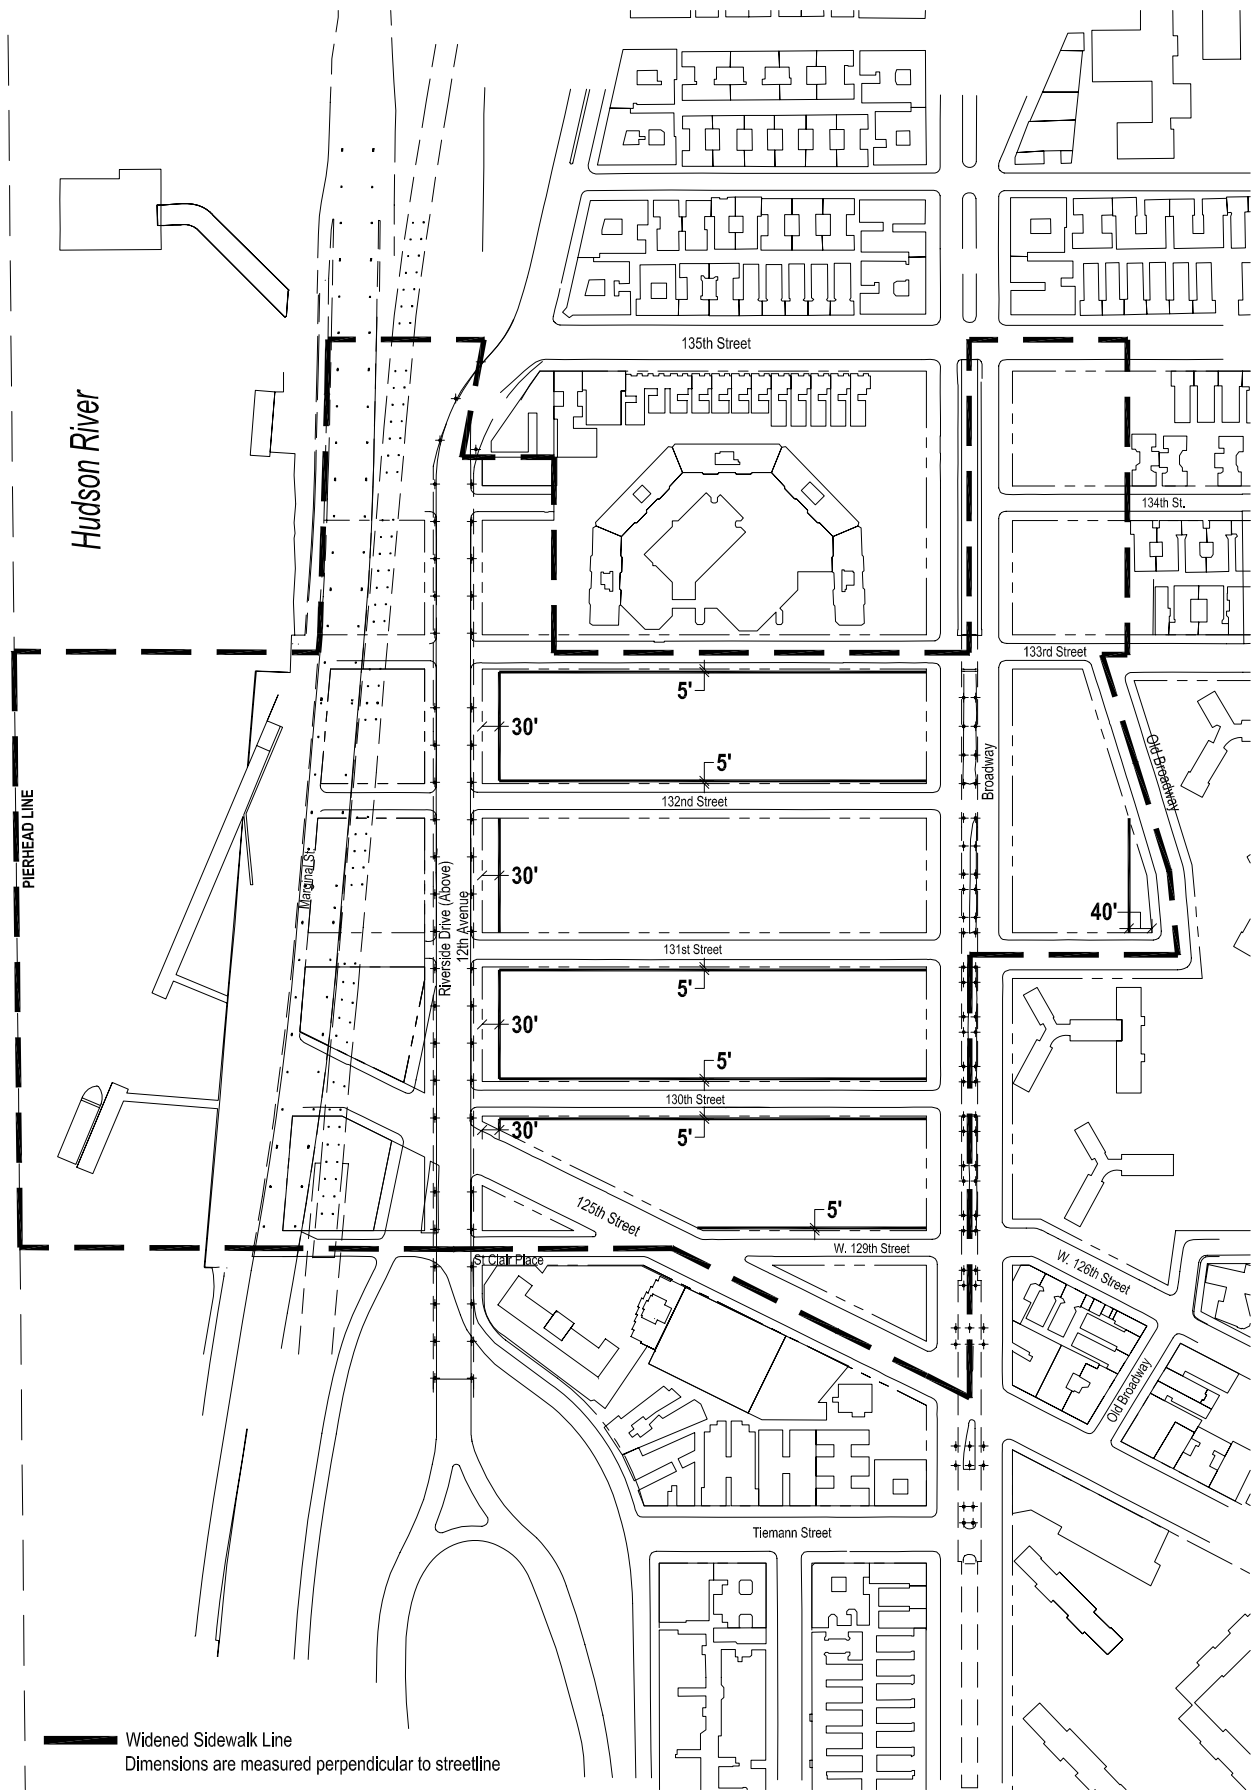 135th Street
Hudson River
134th St.
133rd Street
5'
30'
5'
Broadway
Old Broadway
132nd Street
PIERHEAD LINE
Marginal St.
30'
Riverside Drive (Above)
12th Avenue
40'
131st Street
5'
30'
5'
130th Street
30'
5'
125th Street
5'
W. 129th Street
St Clair Place
W. 126th Street
Old Broadway
Tiemann Street
Widened Sidewalk Line
Dimensions are measured perpendicular to streetline